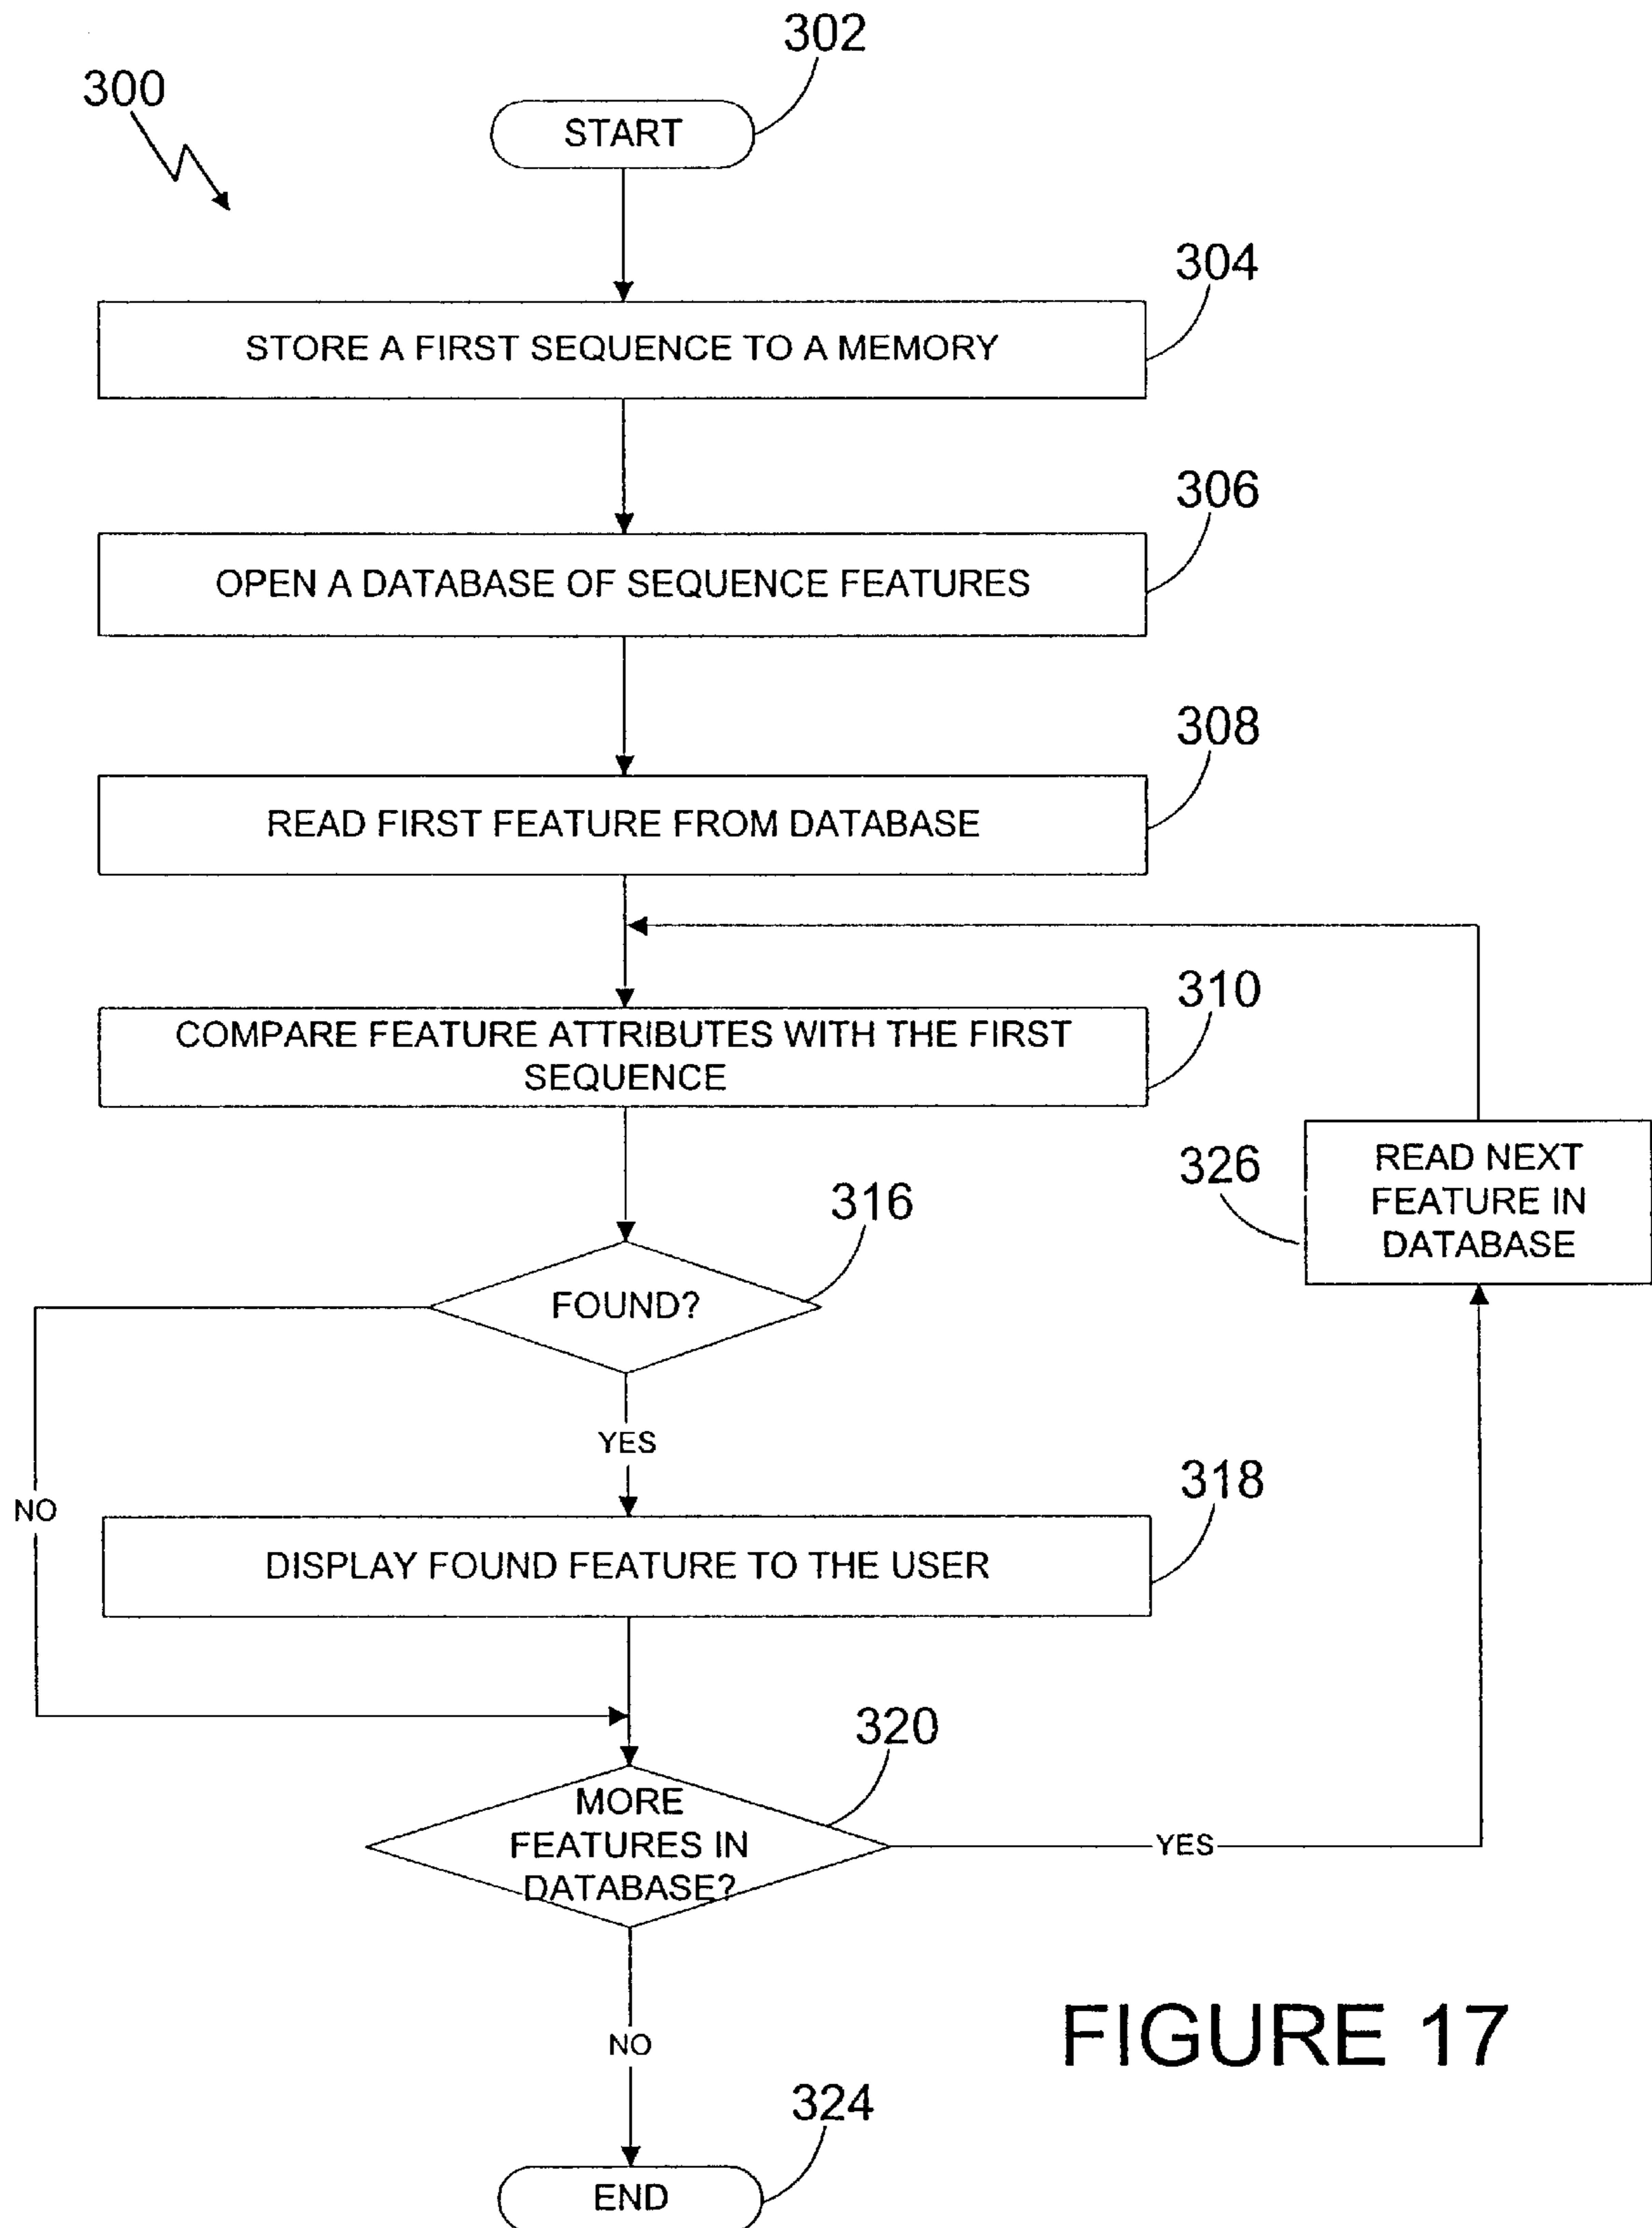 302
300
START
304
STORE A FIRST SEQUENCE TO A MEMORY
306
OPEN A DATABASE OF SEQUENCE FEATURES
308
READ FIRST FEATURE FROM DATABASE
310
COMPARE FEATURE ATTRIBUTES WITH THE FIRST
SEQUENCE
326
READ NEXT
FEATURE IN
DATABASE
316
FOUND?
YES
NO
318
DISPLAY FOUND FEATURE TO THE USER
320
MORE
FEATURES IN
DATABASE?
YES
NO
FIGURE 17
324
END